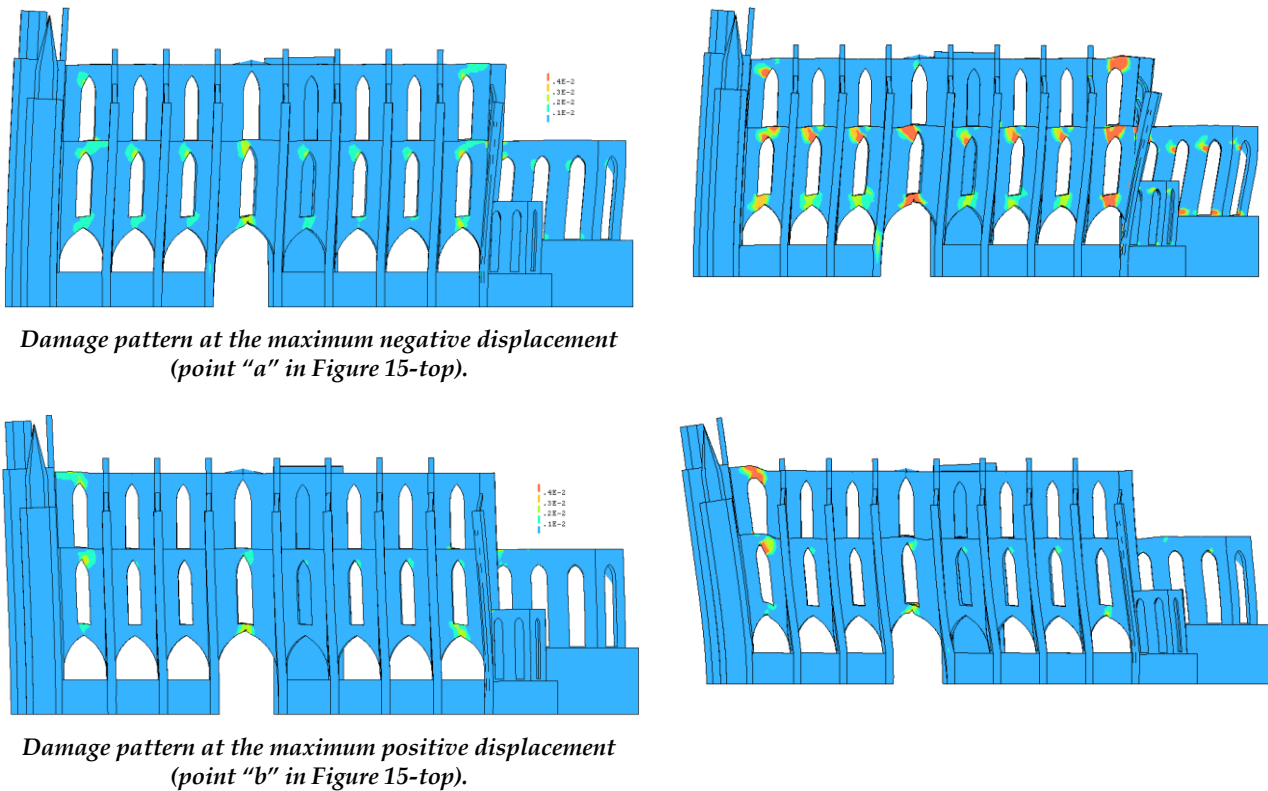 .4E-2
.3E-2
.2E-2
.1E-2
Damage pattern at the maximum negative displacement
(point “a” in Figure 15-top).
.4E-2
.3E-2
.2E-2
.1E-2
Damage pattern at the maximum positive displacement
(point “b” in Figure 15-top).